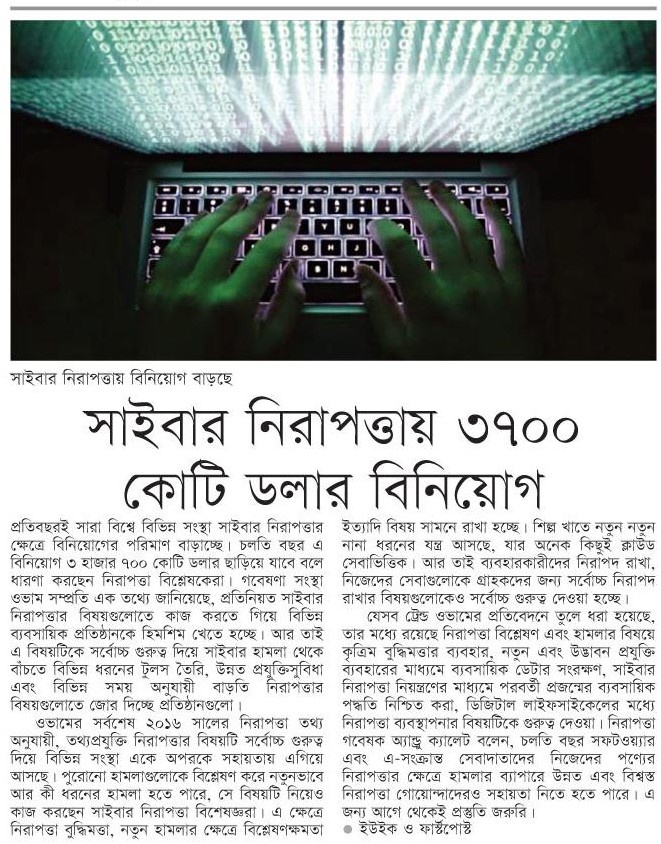 সাইবার নিরাপত্তায় বিনিয়োগ বাড়ছে
সাইবার নিরাপত্তায় ৩৭০০
কোটি ডলার বিনিয়োগ
প্রতিবছরই সারা বিশ্বে বিভিন্ন সংস্থা সাইবার নিরাপত্তার
ক্ষেত্রে বিনিয়োগের পরিমাণ বাড়াচ্ছে। চলতি বছর এ
বিনিয়োগ ৩ হাজার ৭০০ কোটি ডলার ছাড়িয়ে যাবে বলে
ধারণা করছেন নিরাপত্তা বিশ্লেষকেরা। গবেষণা সংস্থা
ওভাম সম্প্রতি এক তথ্যে জানিয়েছে, প্রতিনিয়ত সাইবার
নিরাপত্তার বিষয়গুলোতে কাজ করতে গিয়ে বিভিন্ন
ব্যবসায়িক প্রতিষ্ঠানকে হিমশিম খেতে হচ্ছে। আর তাই
এ বিষয়টিকে সর্বোচ্চ গুরুত্ব দিয়ে সাইবার হামলা থেকে
বাঁচতে বিভিন্ন ধরনের টুলস তৈরি, উন্নত প্রযুক্তিসুবিধা
এবং বিভিন্ন সময় অনুযায়ী বাড়তি নিরাপত্তার
বিষয়গুলোতে জোর দিচ্ছে প্রতিষ্ঠানগুলো।
ওভামের সর্বশেষ ২০১৬ সালের নিরাপত্তা তথ্য
অনুযায়ী, তথ্যপ্রযুক্তি নিরাপত্তার বিষয়টি সর্বোচ্চ গুরুত্ব
দিয়ে বিভিন্ন সংস্থা একে অপরকে সহায়তায় এগিয়ে
আসছে। পুরোনো হামলাগুলোকে বিশ্লেষণ করে নতুনভাবে
আর কী ধরনের হামলা হতে পারে, সে বিষয়টি নিয়েও
কাজ করছেন সাইবার নিরাপত্তা বিশেষজ্ঞরা। এ ক্ষেত্রে
নিরাপত্তা বুদ্ধিমত্তা, নতুন হামলার ক্ষেত্রে বিশ্লেষণক্ষমতা
ইত্যাদি বিষয় সামনে রাখা হচ্ছে। শিল্প খাতে নতুন নতুন
নানা ধরনের যন্ত্র আসছে, যার অনেক কিছুই ক্লাউড
সেবাভিত্তিক। আর তাই ব্যবহারকারীদের নিরাপদ রাখা,
নিজেদের সেবাগুলোকে গ্রাহকদের জন্য সর্বোচ্চ নিরাপদ
রাখার বিষয়গুলোকেও সর্বোচ্চ গুরুত্ব দেওয়া হচ্ছে।
যেসব ট্রেন্ড ওভামের প্রতিবেদনে তুলে ধরা হয়েছে,
তার মধ্যে রয়েছে নিরাপত্তা বিশ্লেষণ এবং হামলার বিষয়ে
কৃত্রিম বুদ্ধিমত্তার ব্যবহার, নতুন এবং উদ্ভাবন প্রযুক্তি
ব্যবহারের মাধ্যমে ব্যবসায়িক ডেটার সংরক্ষণ, সাইবার
নিরাপত্তা নিয়ন্ত্রণের মাধ্যমে পরবর্তী প্রজন্মের ব্যবসায়িক
পদ্ধতি নিশ্চিত করা, ডিজিটাল লাইফসাইকেলের মধ্যে
নিরাপত্তা ব্যবস্থাপনার বিষয়টিকে গুরুত্ব দেওয়া। নিরাপত্তা
গবেষক অ্যান্ড্রু ক্যালেট বলেন, চলতি বছর সফটওয়্যার
এবং এ-সংক্রান্ত সেবাদাতাদের নিজেদের পণ্যের
নিরাপত্তার ক্ষেত্রে হামলার ব্যাপারে উন্নত এবং বিশ্বস্ত
নিরাপত্তা গোয়েন্দাদেরও সহায়তা নিতে হতে পারে। এ
জন্য আগে থেকেই প্রস্তুতি জরুরি।
● ইউইক ও ফার্স্টপোস্ট